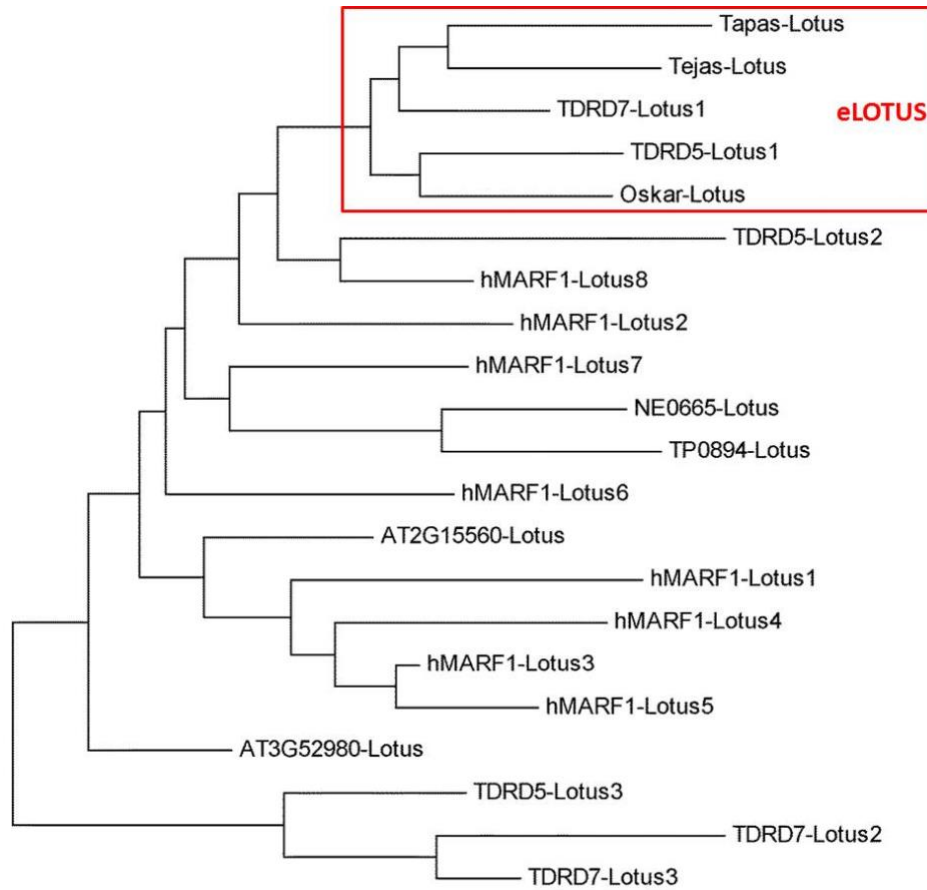 Tapas-Lotus
Tejas-Lotus
TDRD7-Lotus1
eLOTUS
TDRD5-Lotus1
Oskar-Lotus
TDRD5-Lotus2
hMARF1-Lotus8
hMARF1-Lotus2
hMARF1-Lotus7
NE0665-Lotus
TP0894-Lotus
hMARF1-Lotus6
AT2G15560-Lotus
hMARF1-Lotus1
hMARF1-Lotus4
hMARF1-Lotus3
hMARF1-Lotus5
AT3G52980-Lotus
TDRD5-Lotus3
TDRD7-Lotus2
TDRD7-Lotus3